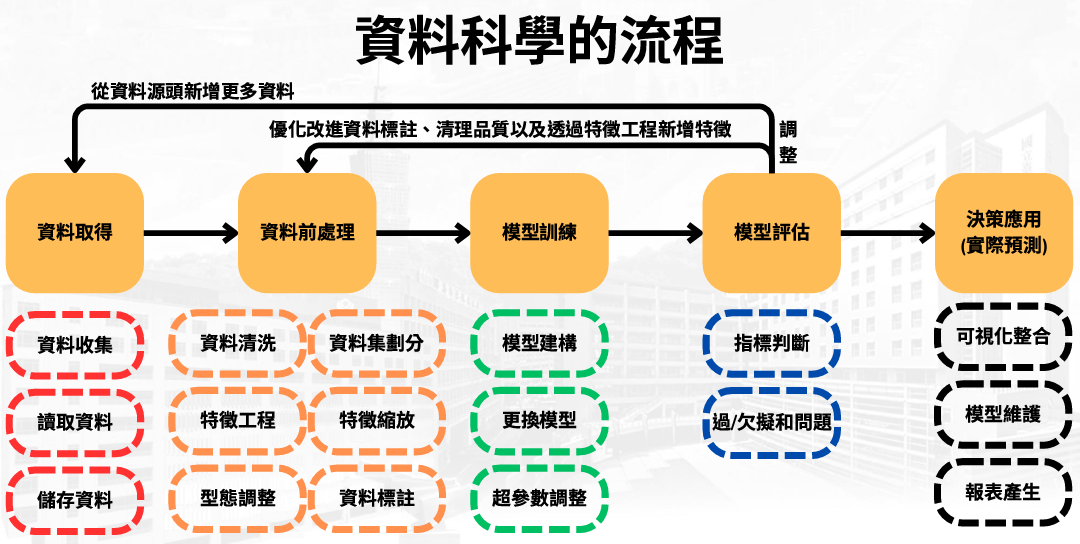 資料科學的流程
從資料源頭新增更多資料
優化改進資料標註、清理品質以及透過特徵工程新增特徵
調
整
資料取得
資料前處理
模型訓練
模型評估
決策應用
(實際預測)
資料收集
資料清洗
資料集劃分
模型建構
指標判斷
可視化整合
讀取資料
特徵工程
特徵縮放
更換模型
過/欠擬和問題
模型維護
儲存資料
型態調整
資料標註
超參數調整
報表產生